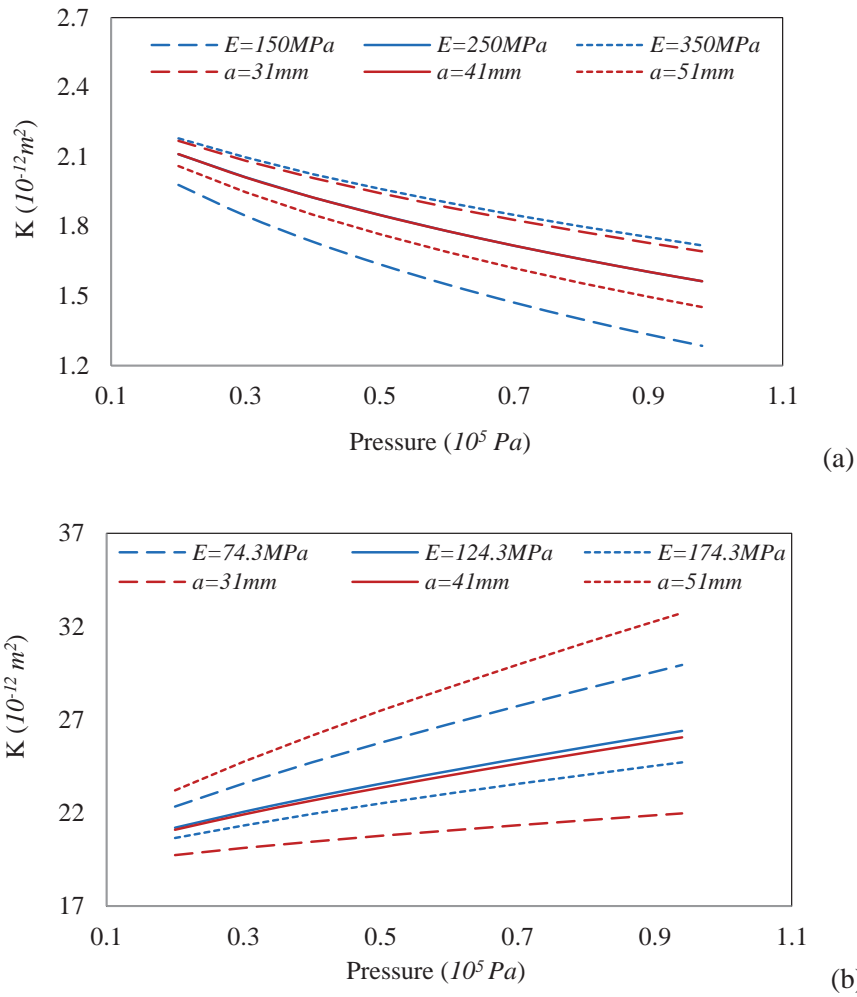 2.7
E=150MPa E=250MPa E=350MPa
a=31mm a=41mm a=51mm
2.4
2.1
1.8
1.5
1.2
K (10⁻¹²m²)
0.1 0.3 0.5 0.7 0.9 1.1
Pressure (10⁵ Pa)
(a)
37
E=74.3MPa E=124.3MPa E=174.3MPa
a=31mm a=41mm a=51mm
32
27
22
17
K (10⁻¹² m²)
0.1 0.3 0.5 0.7 0.9 1.1
Pressure (10⁵ Pa)
(b)